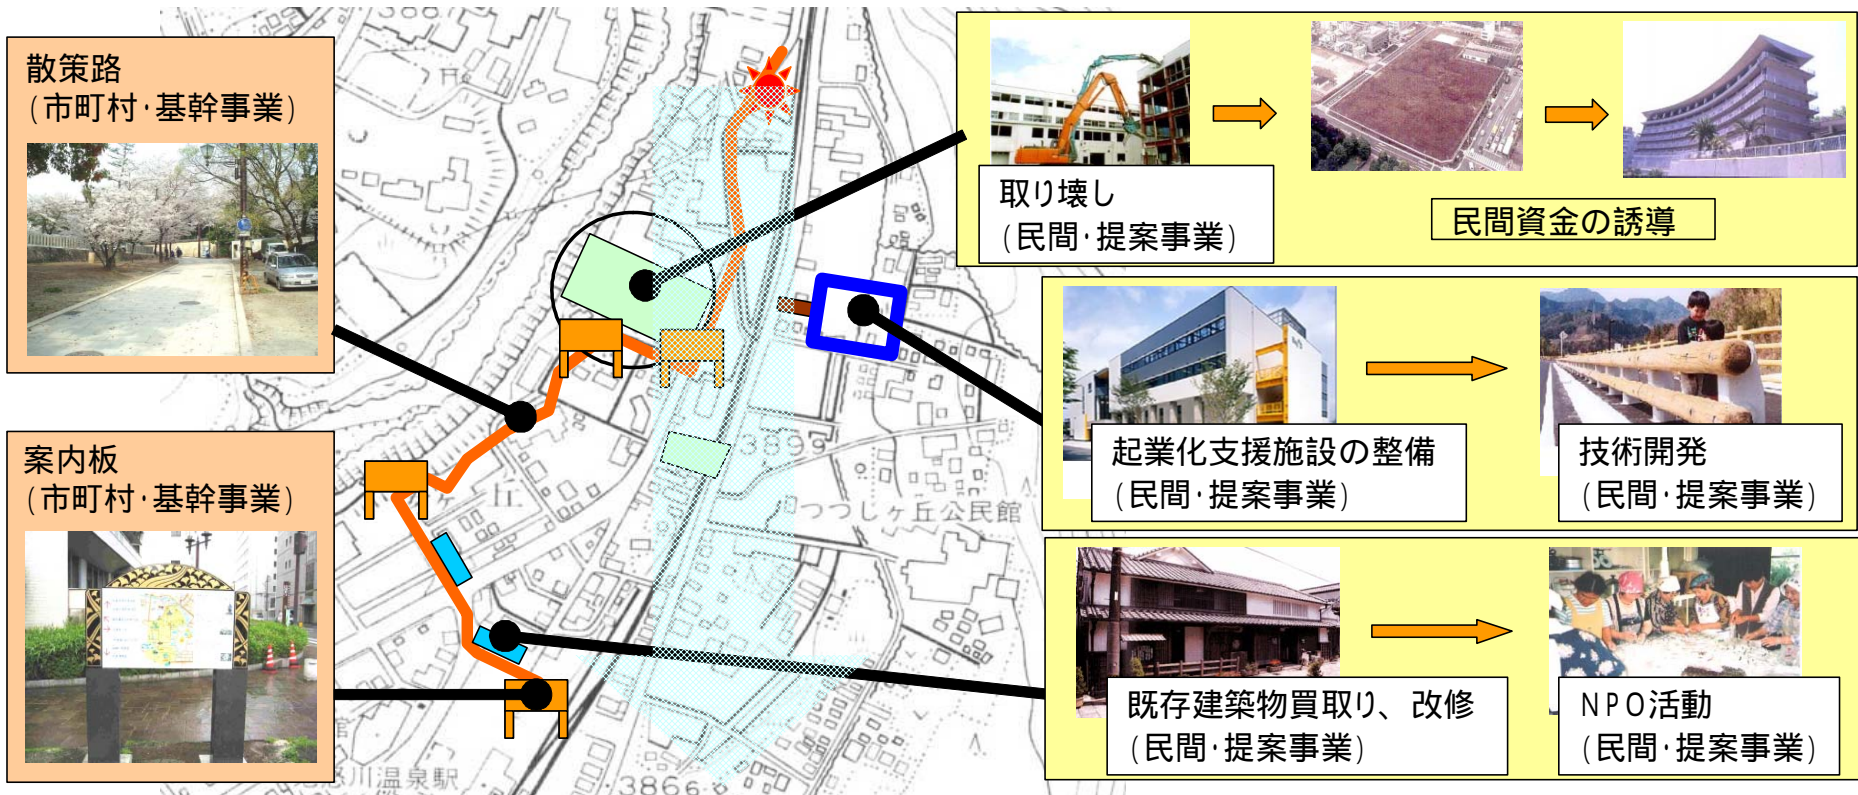 散策路
(市町村・基幹事業)
案内板
(市町村・基幹事業)
取り壊し
(民間・提案事業)
民間資金の誘導
起業化支援施設の整備
(民間・提案事業)
技術開発
(民間・提案事業)
既存建築物買取り、改修
(民間・提案事業)
NPO活動
(民間・提案事業)
3899
丘
つつじヶ丘公民館
川温泉駅
3866